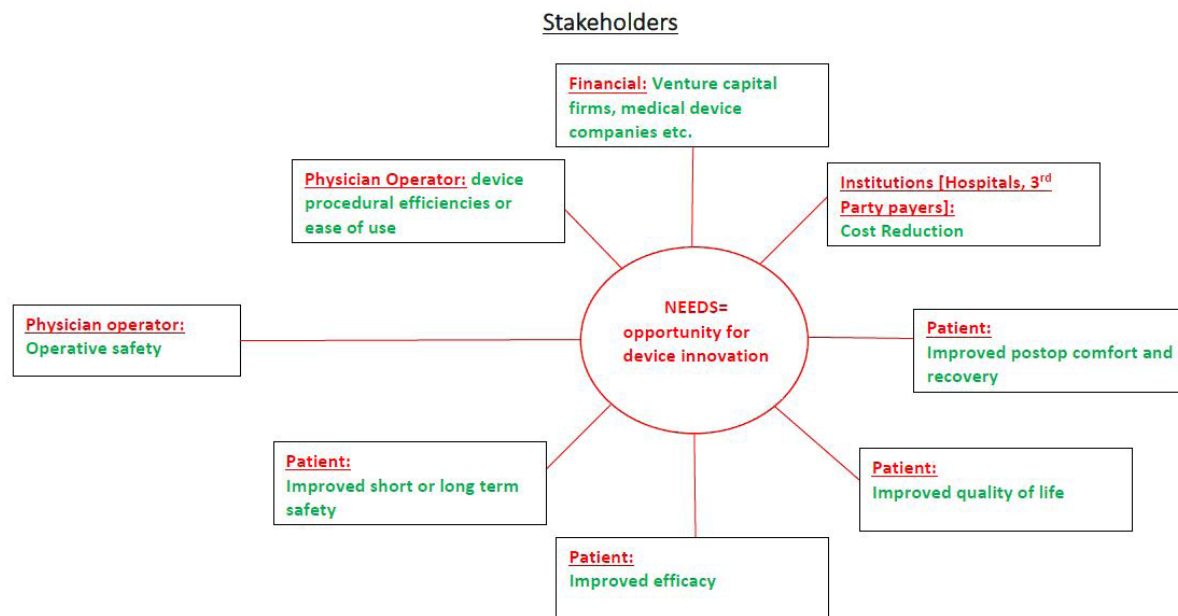 Stakeholders
Financial: Venture capital
firms, medical device
companies etc.
Physician Operator: device
procedural efficiencies or
ease of use
Institutions [Hospitals, 3rd
Party payers]:
Cost Reduction
NEEDS=
opportunity for
device innovation
Physician operator:
Operative safety
Patient:
Improved postop comfort and
recovery
Patient:
Improved short or long term
safety
Patient:
Improved quality of life
Patient:
Improved efficacy